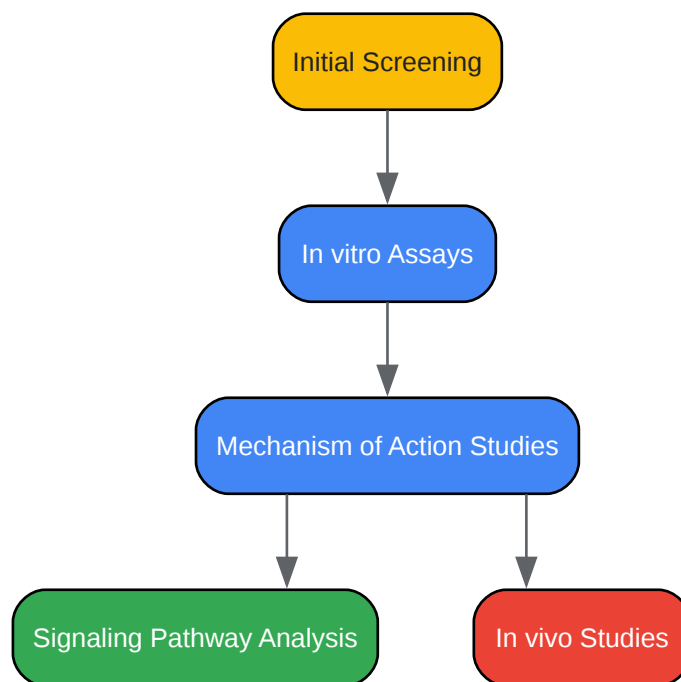 Initial Screening
In vitro Assays
Mechanism of Action Studies
Signaling Pathway Analysis
In vivo Studies